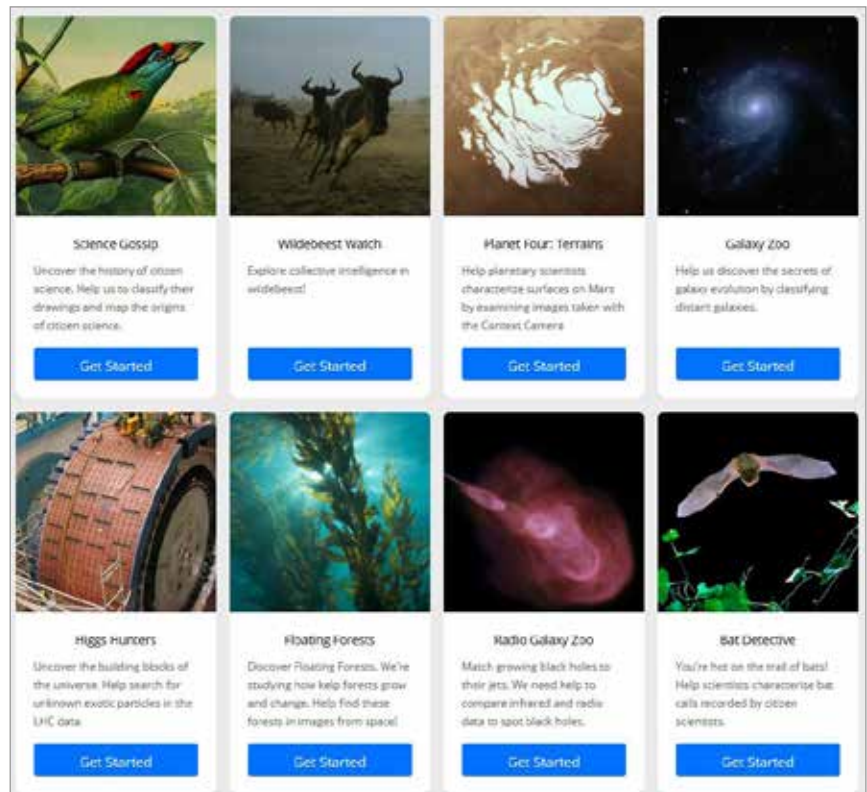 Science Gossip
Uncover the history of citizen
science. Help us to classify their
drawings and map the origins
of citizen science.
Get Started
Wildebeest Watch
Explore collective intelligence in
wildebeest!
Get Started
Planet Four: Terrains
Help planetary scientists
characterize surfaces on Mars
by examining images taken with
the Context Camera
Get Started
Galaxy Zoo
Help us discover the secrets of
galaxy evolution by classifying
distant galaxies.
Get Started
Higgs Hunters
Uncover the building blocks of
the universe. Help search for
unknown exotic particles in the
LHC data
Get Started
Floating Forests
Discover Floating Forests. We're
studying how kelp forests grow
and change. Help find these
forests in images from space!
Get Started
Radio Galaxy Zoo
Match growing black holes to
their jets. We need help to
compare infrared and radio
data to spot black holes.
Get Started
Bat Detective
You're hot on the trail of bats!
Help scientists characterise bat
calls recorded by citizen
scientists.
Get Started